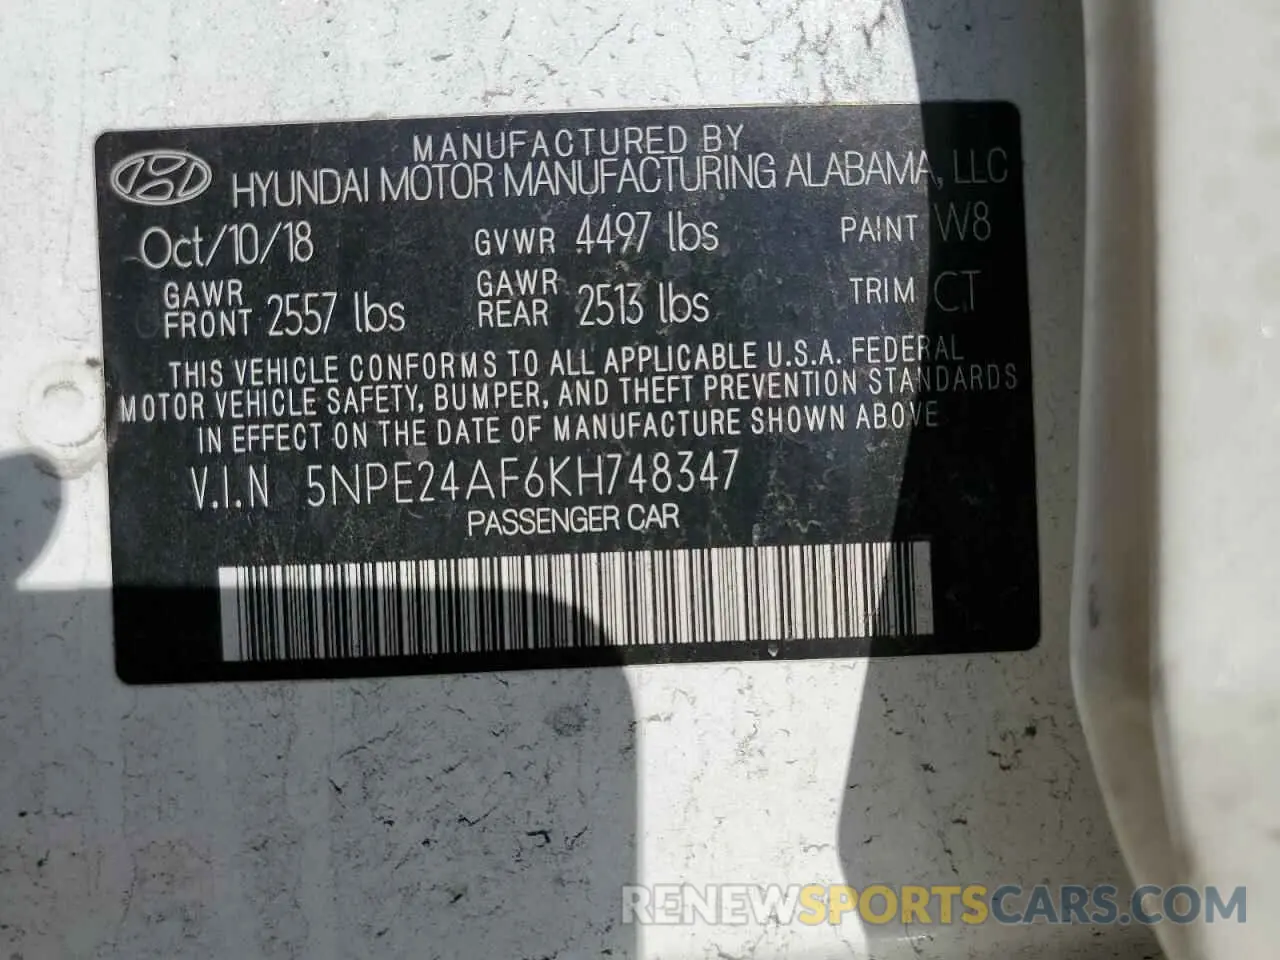 MANUFACTURED BY
HYUNDAI MOTOR MANUFACTURING ALABAMA, LLC
Oct/10/18 GVWR 4497 lbs PAINT W8
GAWR FRONT 2557 lbs GAWR REAR 2513 lbs TRIM CT
THIS VEHICLE CONFORMS TO ALL APPLICABLE U.S.A. FEDERAL
MOTOR VEHICLE SAFETY, BUMPER, AND THEFT PREVENTION STANDARDS
IN EFFECT ON THE DATE OF MANUFACTURE SHOWN ABOVE
V.I.N 5NPE24AF6KH748347
PASSENGER CAR
RENEWSPORTSCARS.COM